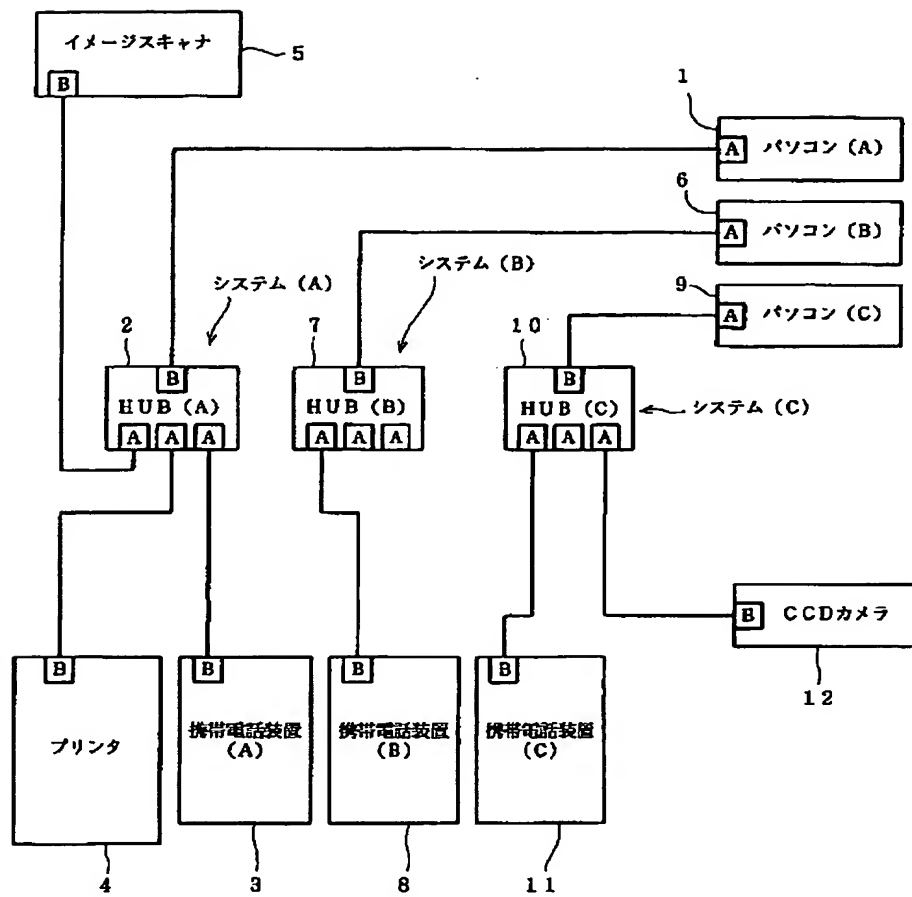 イメージスキャナ
5
B
1
A パソコン(A)
6
A パソコン(B)
システム(B)
システム(A)
9
A パソコン(C)
2
7
10
B
HUB(A)
A A A
B
HUB(B)
A A A
B
HUB(C)
A A A
システム(C)
B CCDカメラ
12
B
プリンタ
4
B
携帯電話装置
(A)
3
B
携帯電話装置
(B)
8
B
携帯電話装置
(C)
11